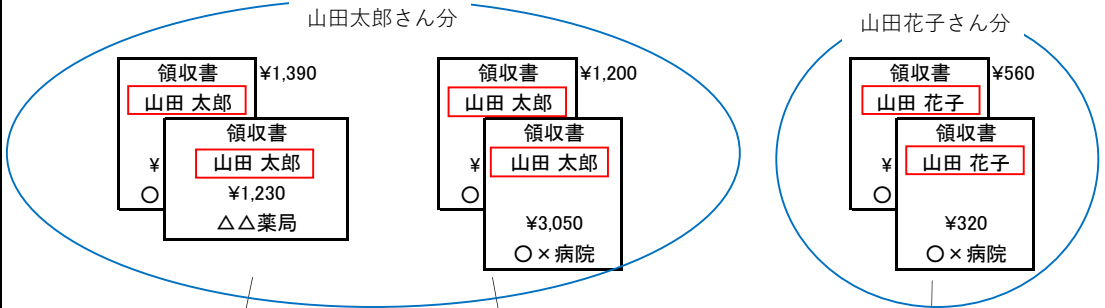 山田太郎さん分
山田花子さん分
領収書
¥1,390
山田 太郎
¥
〇
領収書
山田 太郎
¥1,230
△△薬局
領収書
¥1,200
山田 太郎
¥
〇
領収書
山田 太郎
¥3,050
〇×病院
領収書
¥560
山田 花子
¥
〇
領収書
山田 花子
¥320
〇×病院